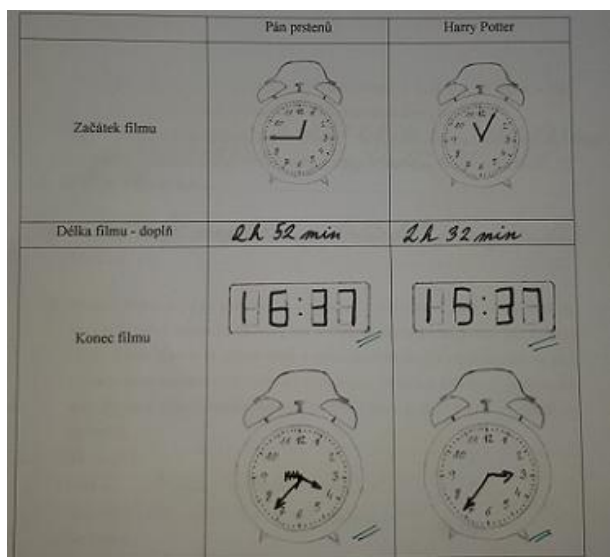 Pán prstenů Harry Potter
Začátek filmu
Délka filmu - doplň 2h 52 min 2h 32 min
16:37 15:37
Konec filmu